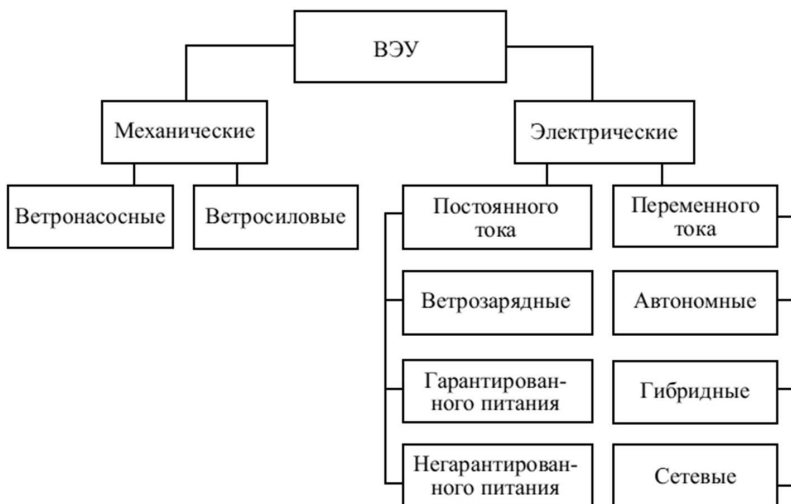 ВЭУ
Механические
Электрические
Ветронасосные
Ветросиловые
Постоянного
тока
Переменного
тока
Ветрозарядные
Автономные
Гарантирован-
ного питания
Гибридные
Негарантирован-
ного питания
Сетевые